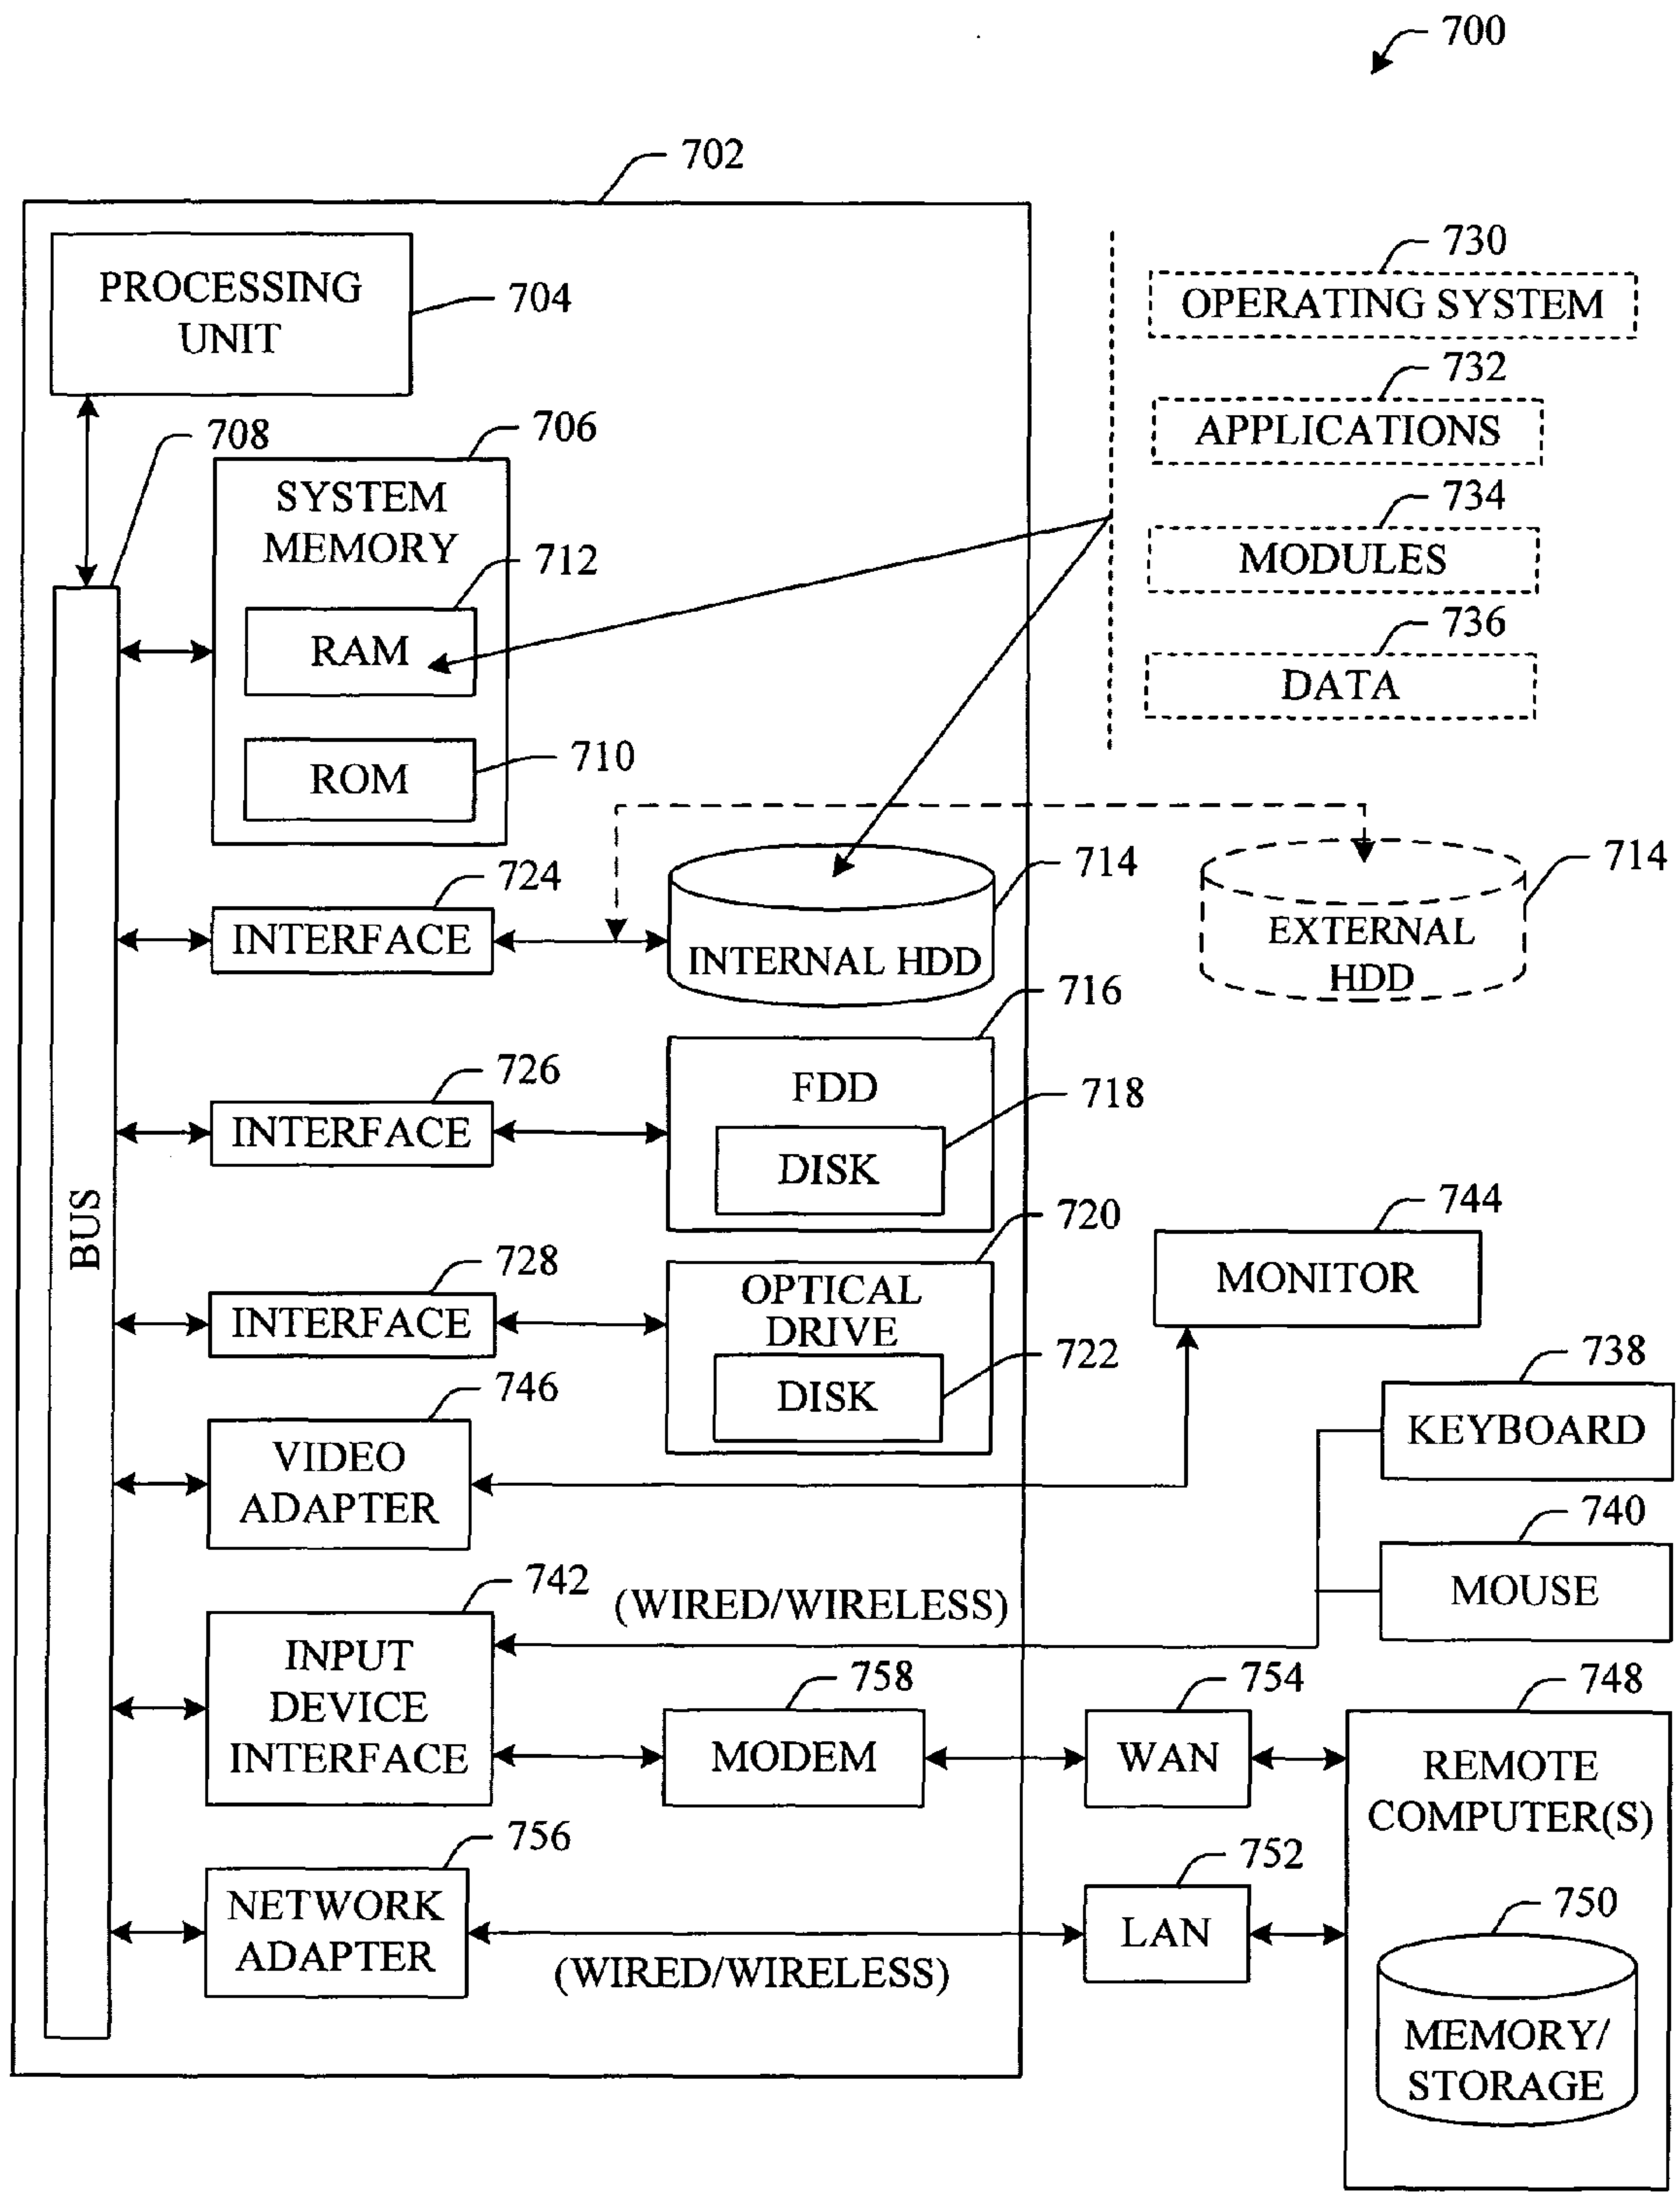 700
702
PROCESSING
UNIT
704
730
OPERATING SYSTEM
732
APPLICATIONS
734
MODULES
736
DATA
708
706
SYSTEM
MEMORY
712
RAM
ROM
710
724
INTERFACE
INTERNAL HDD
714
EXTERNAL
HDD
714
726
INTERFACE
716
FDD
718
DISK
BUS
728
INTERFACE
720
OPTICAL
DRIVE
722
DISK
744
MONITOR
746
VIDEO
ADAPTER
738
KEYBOARD
740
MOUSE
742
INPUT
DEVICE
INTERFACE
(WIRED/WIRELESS)
758
MODEM
754
WAN
748
REMOTE
COMPUTER(S)
756
NETWORK
ADAPTER
(WIRED/WIRELESS)
752
LAN
750
MEMORY/
STORAGE